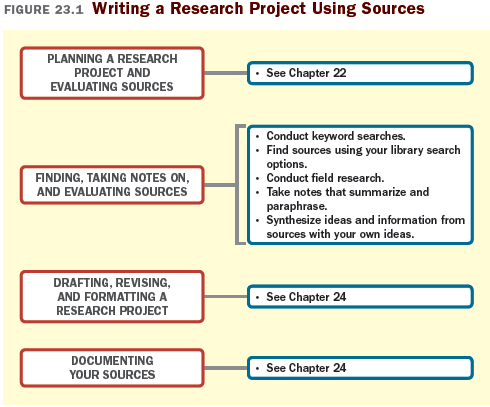 FIGURE 23.1 Writing a Research Project Using Sources
PLANNING A RESEARCH
PROJECT AND
EVALUATING SOURCES
• See Chapter 22
FINDING, TAKING NOTES ON,
AND EVALUATING SOURCES
• Conduct keyword searches.
• Find sources using your library search
options.
• Conduct field research.
• Take notes that summarize and
paraphrase.
• Synthesize ideas and information from
sources with your own ideas.
DRAFTING, REVISING,
AND FORMATTING A
RESEARCH PROJECT
• See Chapter 24
DOCUMENTING
YOUR SOURCES
• See Chapter 24